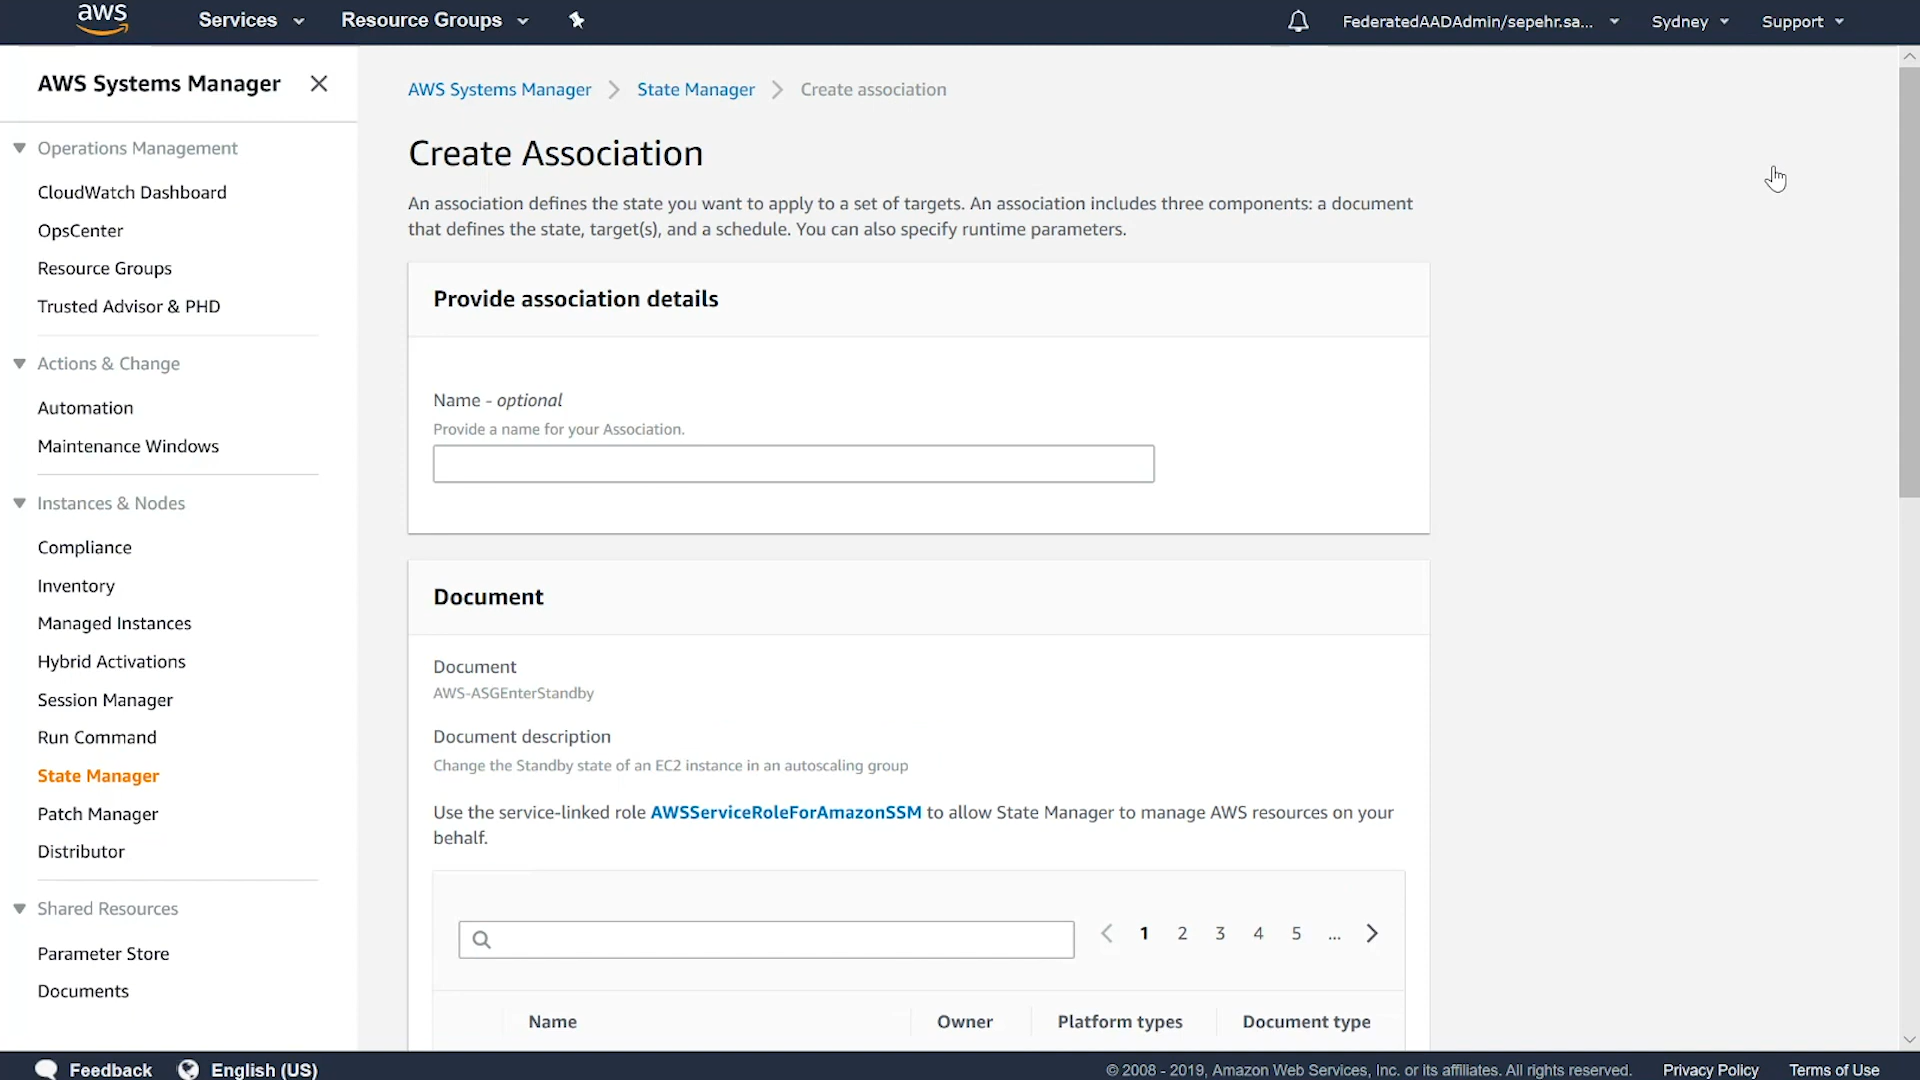 aws
Services
Resource Groups
FederatedAADAdmin/sepehr.sa...
Sydney
Support
AWS Systems Manager
Operations Management
CloudWatch Dashboard
OpsCenter
Resource Groups
Trusted Advisor & PHD
Actions & Change
Automation
Maintenance Windows
Instances & Nodes
Compliance
Inventory
Managed Instances
Hybrid Activations
Session Manager
Run Command
State Manager
Patch Manager
Distributor
Shared Resources
Parameter Store
Documents
AWS Systems Manager
State Manager
Create association
Create Association
An association defines the state you want to apply to a set of targets. An association includes three components: a document
that defines the state, target(s), and a schedule. You can also specify runtime parameters.
Provide association details
Name - optional
Provide a name for your Association.
Document
Document
AWS-ASGEnterStandby
Document description
Change the Standby state of an EC2 instance in an autoscaling group
Use the service-linked role AWSServiceRoleForAmazonSSM to allow State Manager to manage AWS resources on your
behalf.
1 2 3 4 5 ...
Name Owner Platform types Document type
Feedback
English (US)
© 2008 - 2019, Amazon Web Services, Inc. or its affiliates. All rights reserved.
Privacy Policy
Terms of Use